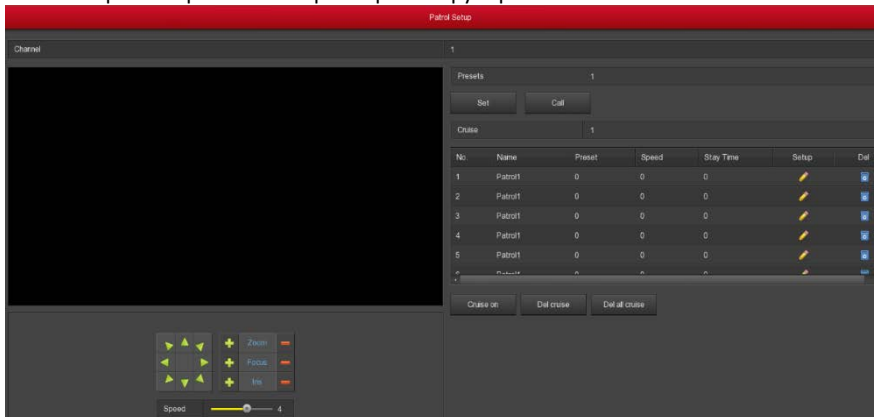 Patrol Setup
Channel 1
Presets 1
Set Call
Cruise 1
No. Name Preset Speed Stay Time Setup Del
1 Patrol1 0 0 0
2 Patrol1 0 0 0
3 Patrol1 0 0 0
4 Patrol1 0 0 0
5 Patrol1 0 0 0
Cruise on Del cruise Del all cruise
Zoom
Focus
Iris
Speed 4